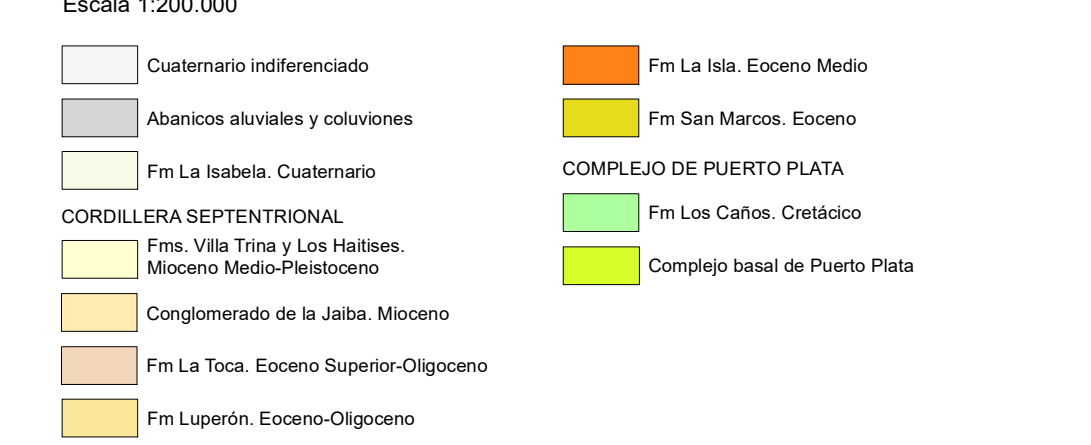 Escala 1:200.000
Cuaternario indiferenciado
Abanicos aluviales y coluviones
Fm La Isabela. Cuaternario
CORDILLERA SEPTENTRIONAL
Fms. Villa Trina y Los Haitises.
Mioceno Medio-Pleistoceno
Conglomerado de la Jaiba. Mioceno
Fm La Toca. Eoceno Superior-Oligoceno
Fm Luperón. Eoceno-Oligoceno
Fm La Isla. Eoceno Medio
Fm San Marcos. Eoceno
COMPLEJO DE PUERTO PLATA
Fm Los Caños. Cretácico
Complejo basal de Puerto Plata